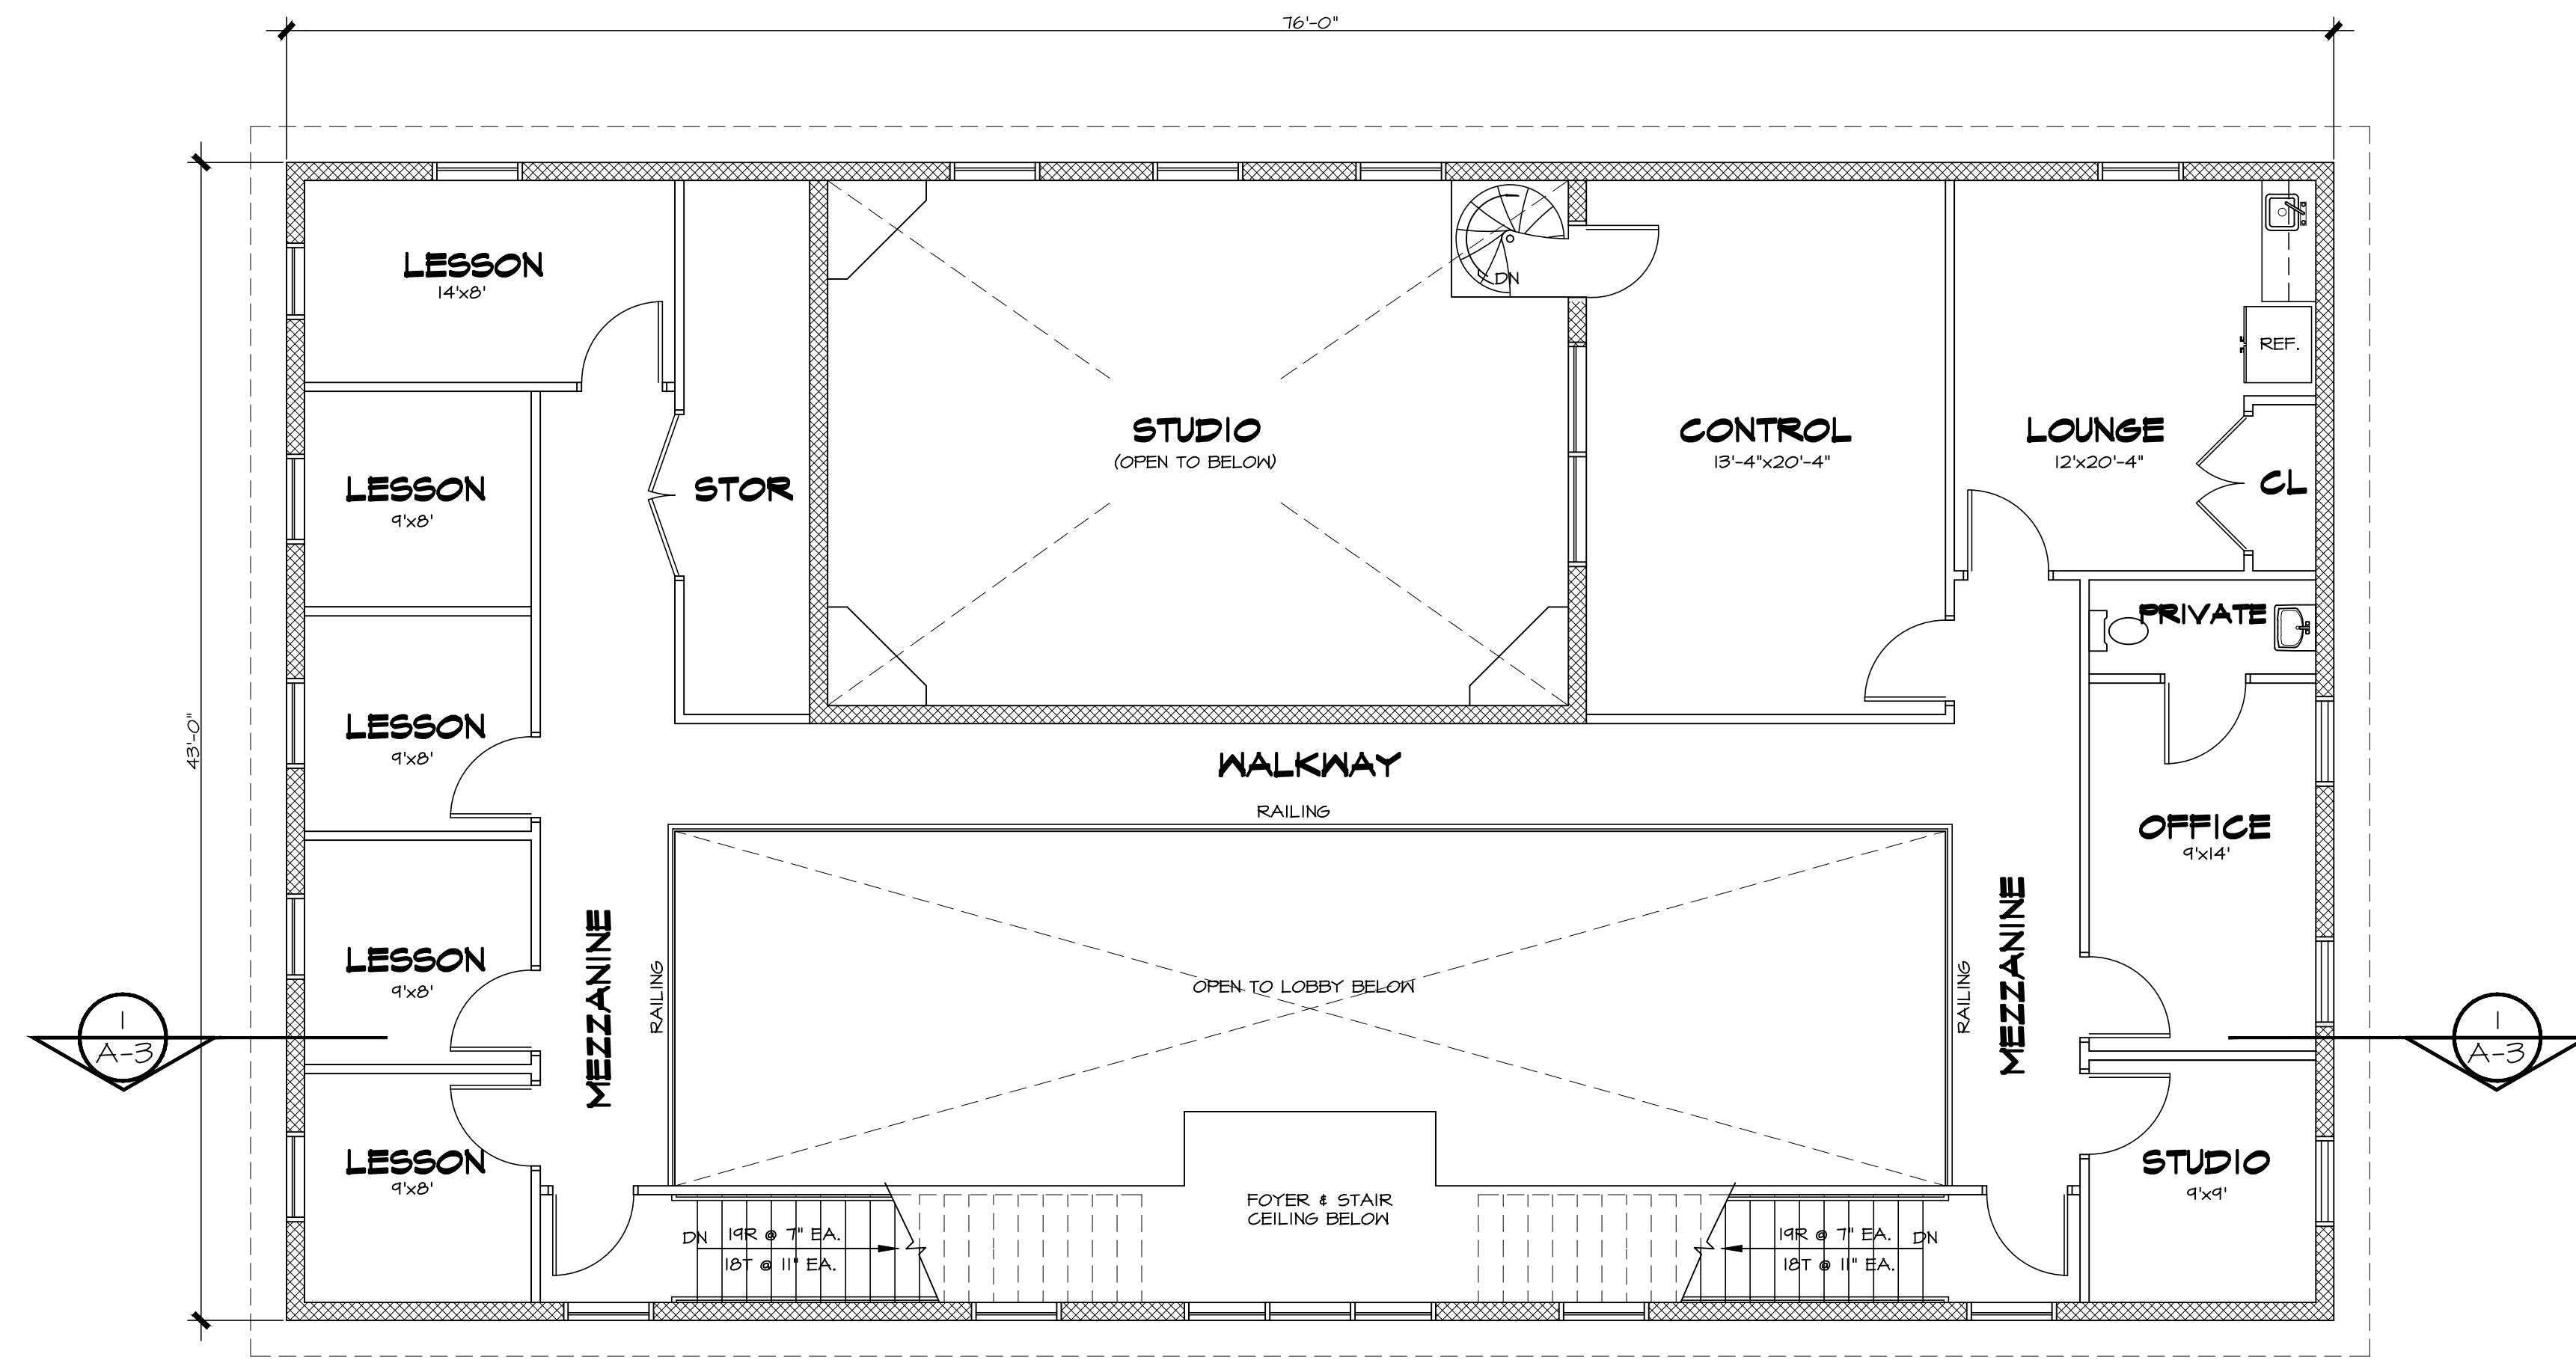 76'-0"
43'-0"
LESSON
14'x8'
LESSON
9'x8'
LESSON
9'x8'
LESSON
9'x8'
LESSON
9'x8'
STOR
STUDIO
(OPEN TO BELOW)
DN
CONTROL
13'-4"x20'-4"
LOUNGE
12'x20'-4"
REF.
CL
PRIVATE
OFFICE
9'x14'
STUDIO
9'x9'
WALKWAY
RAILING
MEZZANINE
RAILING
OPEN TO LOBBY BELOW
RAILING
MEZZANINE
1
A-3
1
A-3
FOYER & STAIR
CEILING BELOW
DN
19R @ 7" EA.
18T @ 11" EA.
19R @ 7" EA.
18T @ 11" EA.
DN